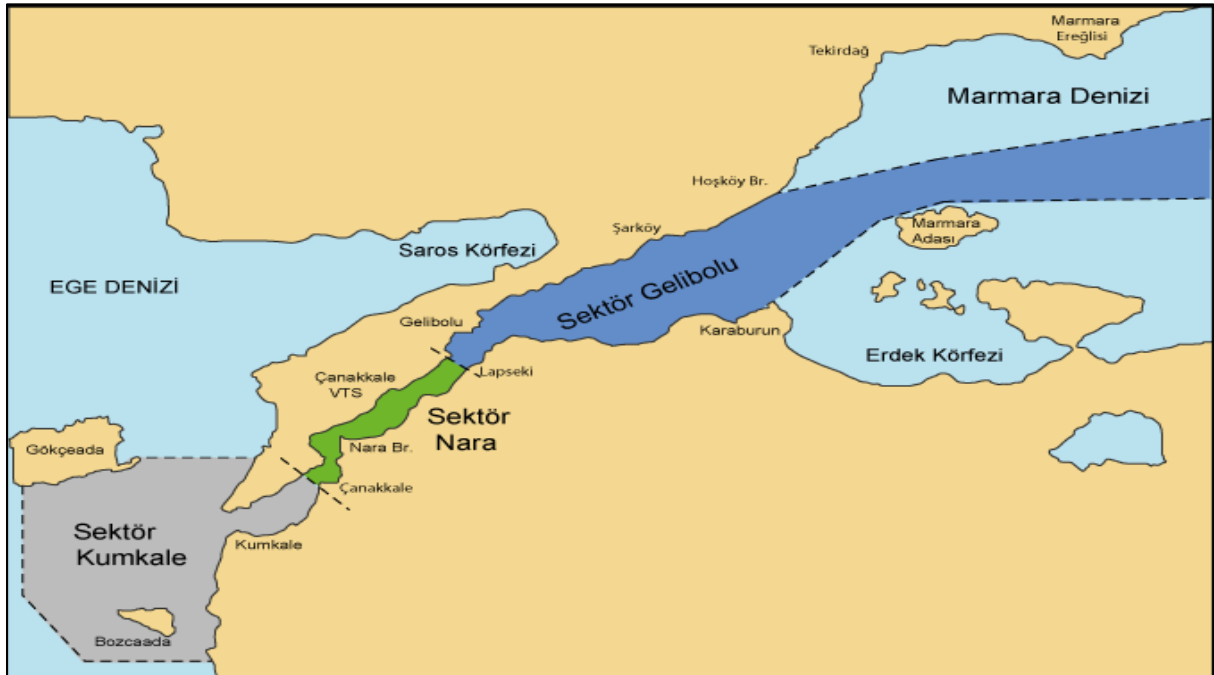 Marmara
Ereğlisi
Tekirdağ
Marmara Denizi
Hoşköy Br.
Şarköy
Marmara
Adası
Saros Körfezi
EGE DENİZİ
Sektör Gelibolu
Gelibolu
Karaburun
Erdek Körfezi
Lapseki
Çanakkale
VTS
Sektör
Nara
Nara Br.
Gökçeada
Çanakkale
Sektör
Kumkale
Kumkale
Bozcaada